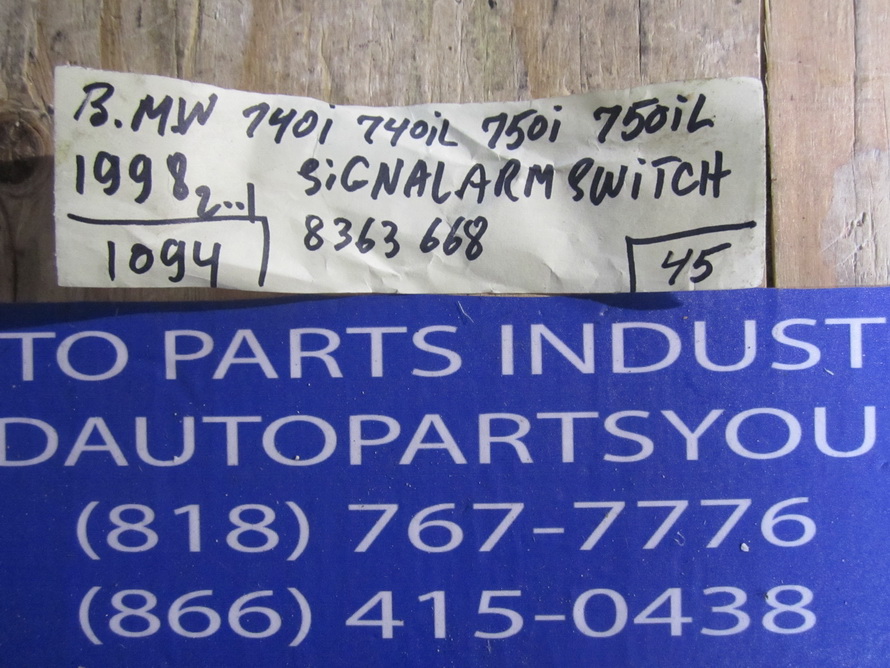 B.MW 740i 740iL 750i 750iL
1998 2...1 SiGNALARM SWiTCH
1094 8363 668 45
TO PARTS INDUST
DAUTOPARTSYOU
(818) 767-7776
(866) 415-0438